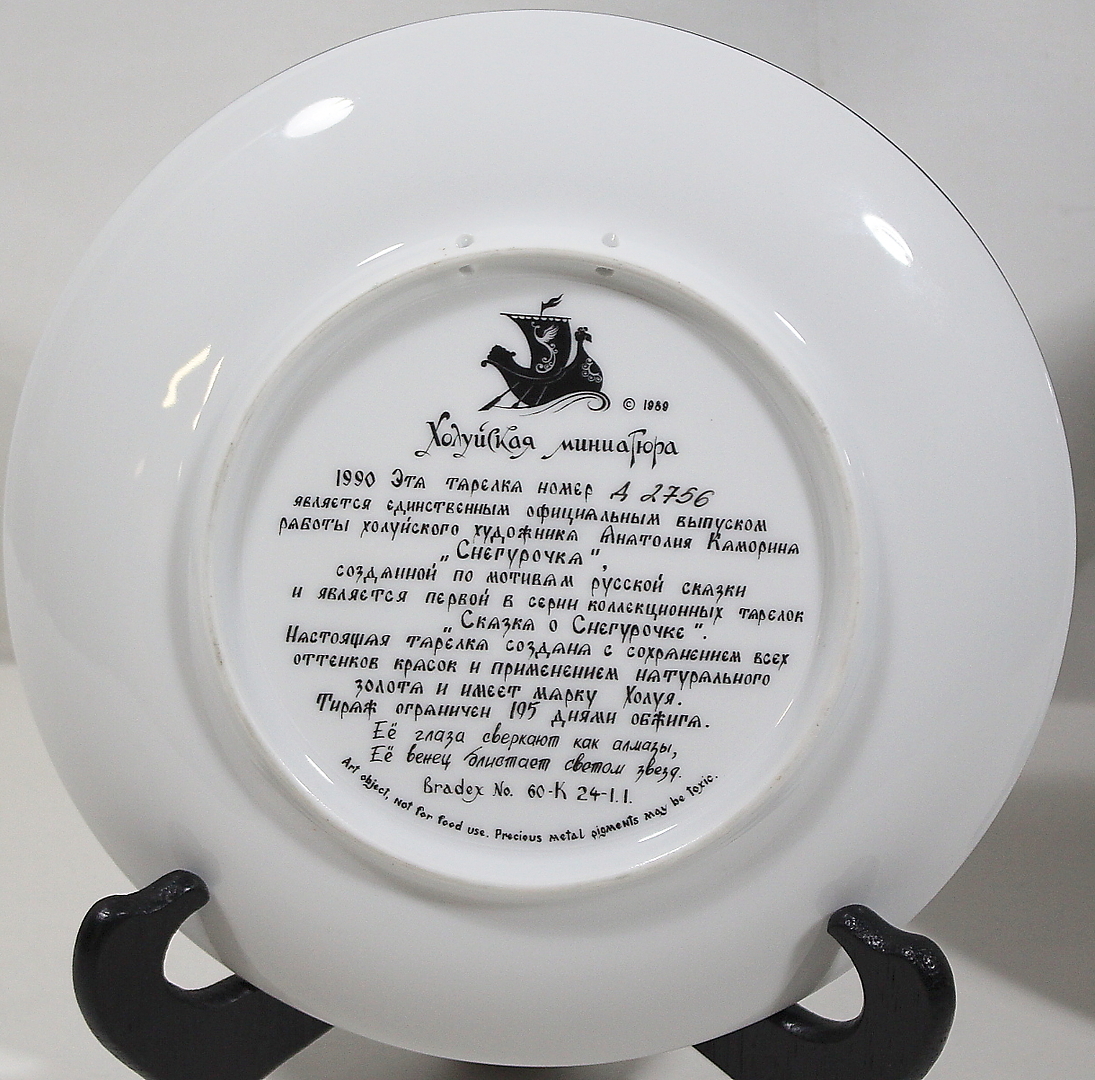 © 1989
Холуйская миниатюра
1990 Эта тарелка номер А 2756
является единственным официальным выпуском
работы холуйского художника Анатолия Каморина
„Снегурочка",
созданной по мотивам русской сказки
и является первой в серии коллекционных тарелок
„Сказка о Снегурочке".
Настоящая тарелка создана с сохранением всех
оттенков красок и применением натурального
золота и имеет марку Холуя.
Тираж ограничен 195 днями обжига.
Её глаза сверкают как алмазы,
Её венец блистает светом звезд.
Bradex No. 60-K 24-1.1.
Art object, Not for food use. Precious metal pigments may be toxic.